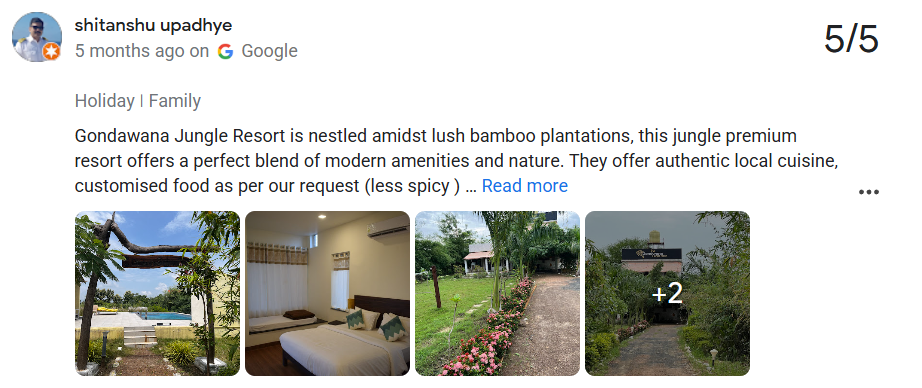 shitanshu upadhye
5 months ago on Google
5/5
Holiday | Family
Gondawana Jungle Resort is nestled amidst lush bamboo plantations, this jungle premium
resort offers a perfect blend of modern amenities and nature. They offer authentic local cuisine,
customised food as per our request (less spicy ) … Read more
+2